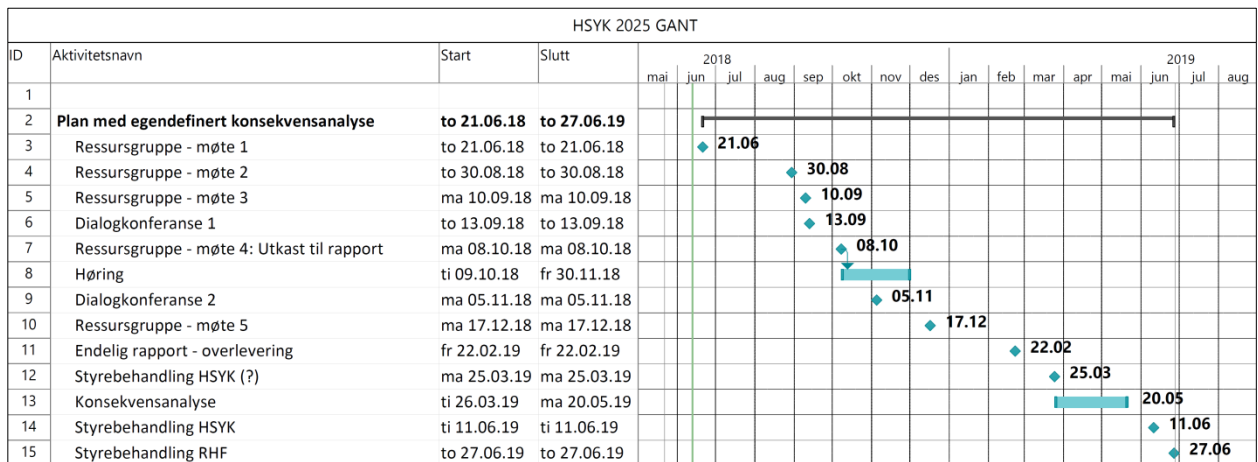 HSYK 2025 GANT
ID Aktivitetsnavn Start Slutt 2018 2019
mai jun jul aug sep okt nov des jan feb mar apr mai jun jul aug
1
2 Plan med egendefinert konsekvensanalyse to 21.06.18 to 27.06.19
3 Ressursgruppe - møte 1 to 21.06.18 to 21.06.18 21.06
4 Ressursgruppe - møte 2 to 30.08.18 to 30.08.18 30.08
5 Ressursgruppe - møte 3 ma 10.09.18 ma 10.09.18 10.09
6 Dialogkonferanse 1 to 13.09.18 to 13.09.18 13.09
7 Ressursgruppe - møte 4: Utkast til rapport ma 08.10.18 ma 08.10.18 08.10
8 Høring ti 09.10.18 fr 30.11.18
9 Dialogkonferanse 2 ma 05.11.18 ma 05.11.18 05.11
10 Ressursgruppe - møte 5 ma 17.12.18 ma 17.12.18 17.12
11 Endelig rapport - overlevering fr 22.02.19 fr 22.02.19 22.02
12 Styrebehandling HSYK (?) ma 25.03.19 ma 25.03.19 25.03
13 Konsekvensanalyse ti 26.03.19 ma 20.05.19 20.05
14 Styrebehandling HSYK ti 11.06.19 ti 11.06.19 11.06
15 Styrebehandling RHF to 27.06.19 to 27.06.19 27.06